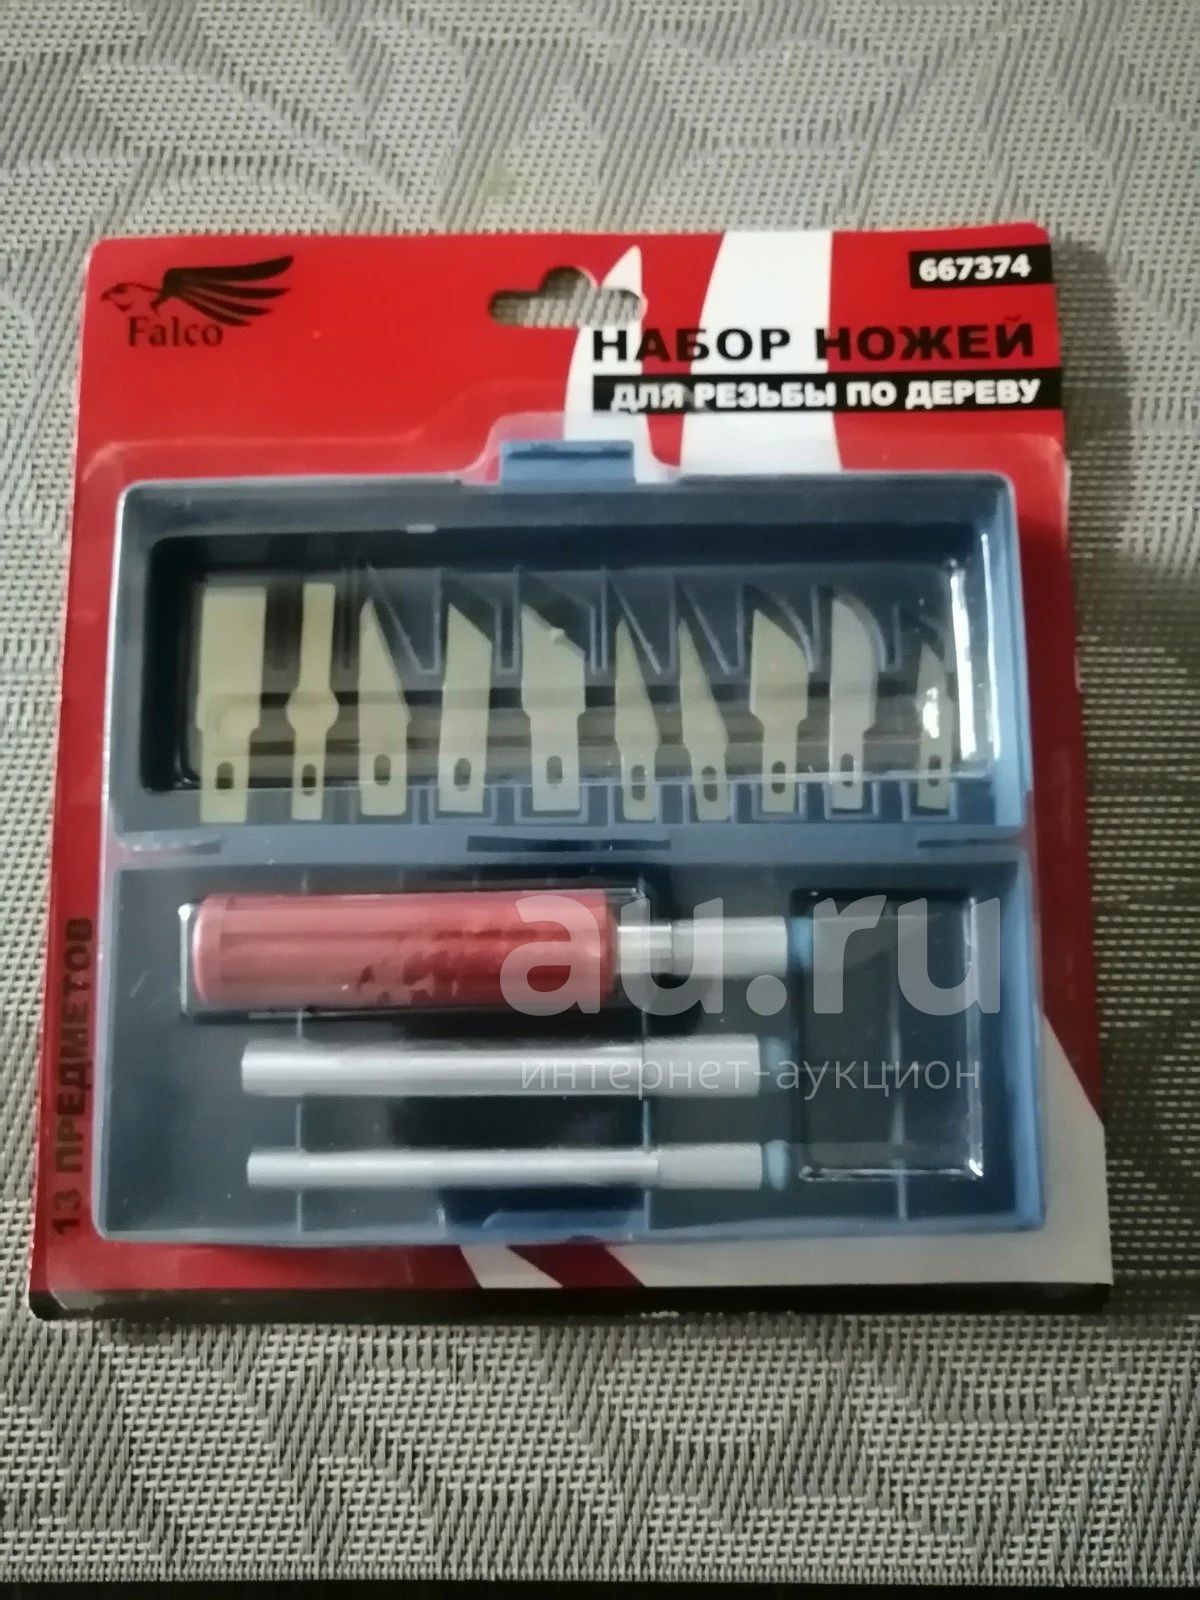 Falco
667374
НАБОР НОЖЕЙ
ДЛЯ РЕЗЬБЫ ПО ДЕРЕВУ
13 ПРЕДМЕТОВ
au.ru
интернет-аукцион